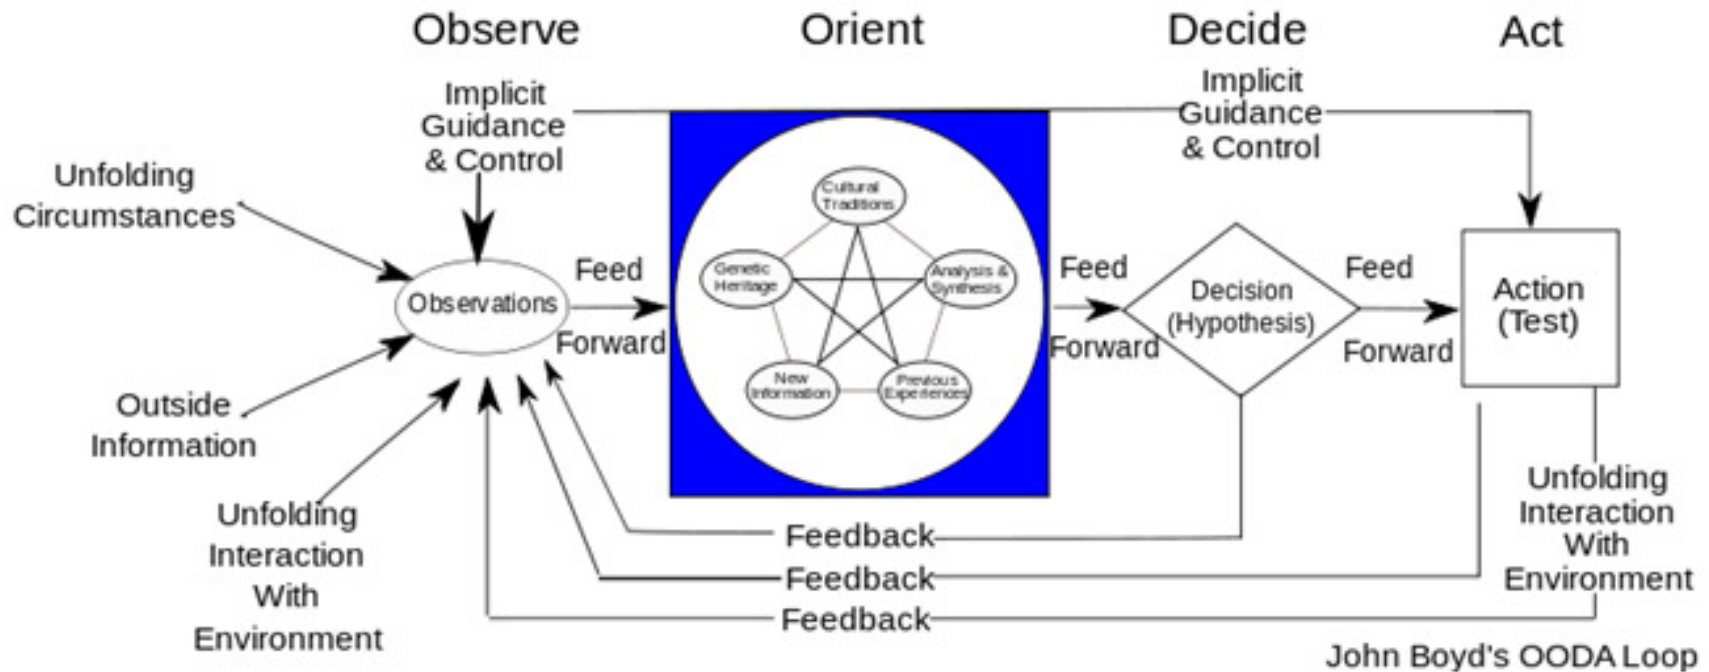 Observe
Orient
Decide
Act
Implicit
Guidance
& Control
Implicit
Guidance
& Control
Unfolding
Circumstances
Observations
Outside
Information
Unfolding
Interaction
With
Environment
Feed
Forward
Cultural
Traditions
Genetic
Heritage
Analysis &
Synthesis
New
Information
Previous
Experiences
Feed
Forward
Decision
(Hypothesis)
Feed
Forward
Action
(Test)
Unfolding
Interaction
With
Environment
Feedback
Feedback
Feedback
John Boyd's OODA Loop